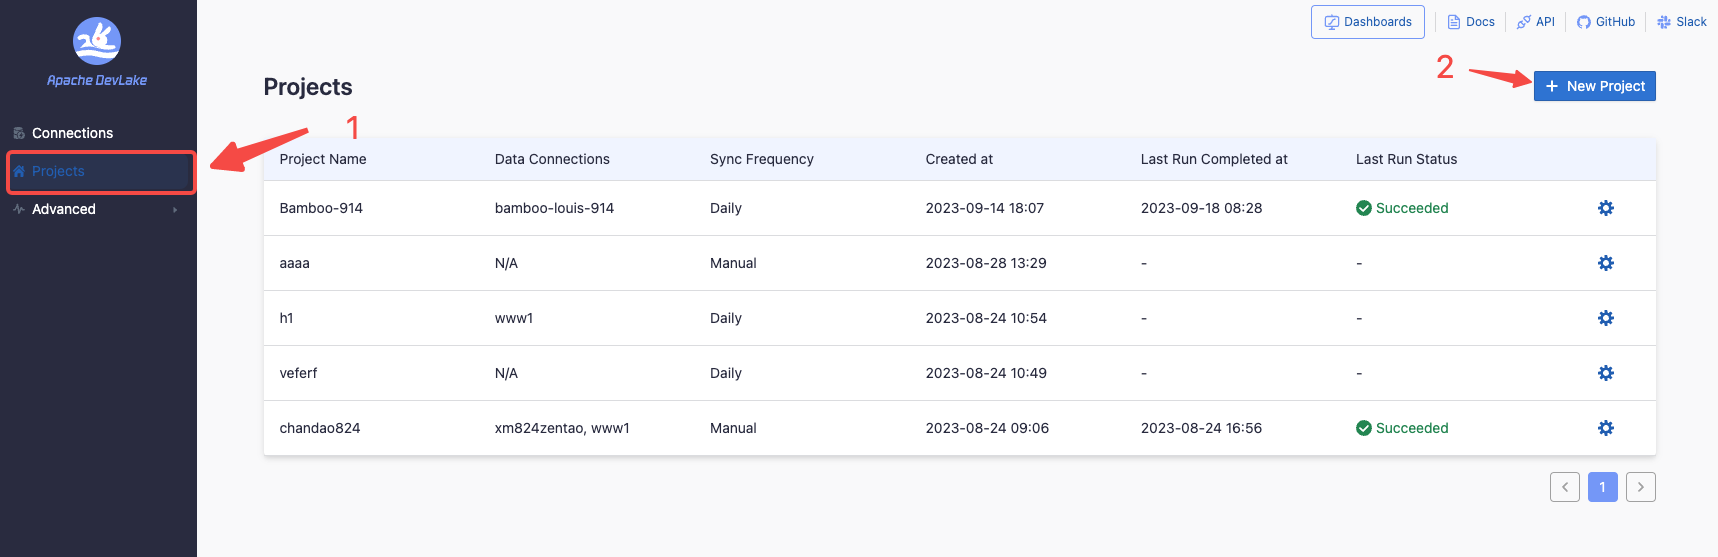 Apache DevLake
Connections
Projects
Advanced
Dashboards Docs API GitHub Slack
Projects
1
2
+ New Project
Project Name Data Connections Sync Frequency Created at Last Run Completed at Last Run Status
Bamboo-914 bamboo-louis-914 Daily 2023-09-14 18:07 2023-09-18 08:28 Succeeded
aaaa N/A Manual 2023-08-28 13:29 - -
h1 www1 Daily 2023-08-24 10:54 - -
veferf N/A Daily 2023-08-24 10:49 - -
chandao824 xm824zentao, www1 Manual 2023-08-24 09:06 2023-08-24 16:56 Succeeded
1